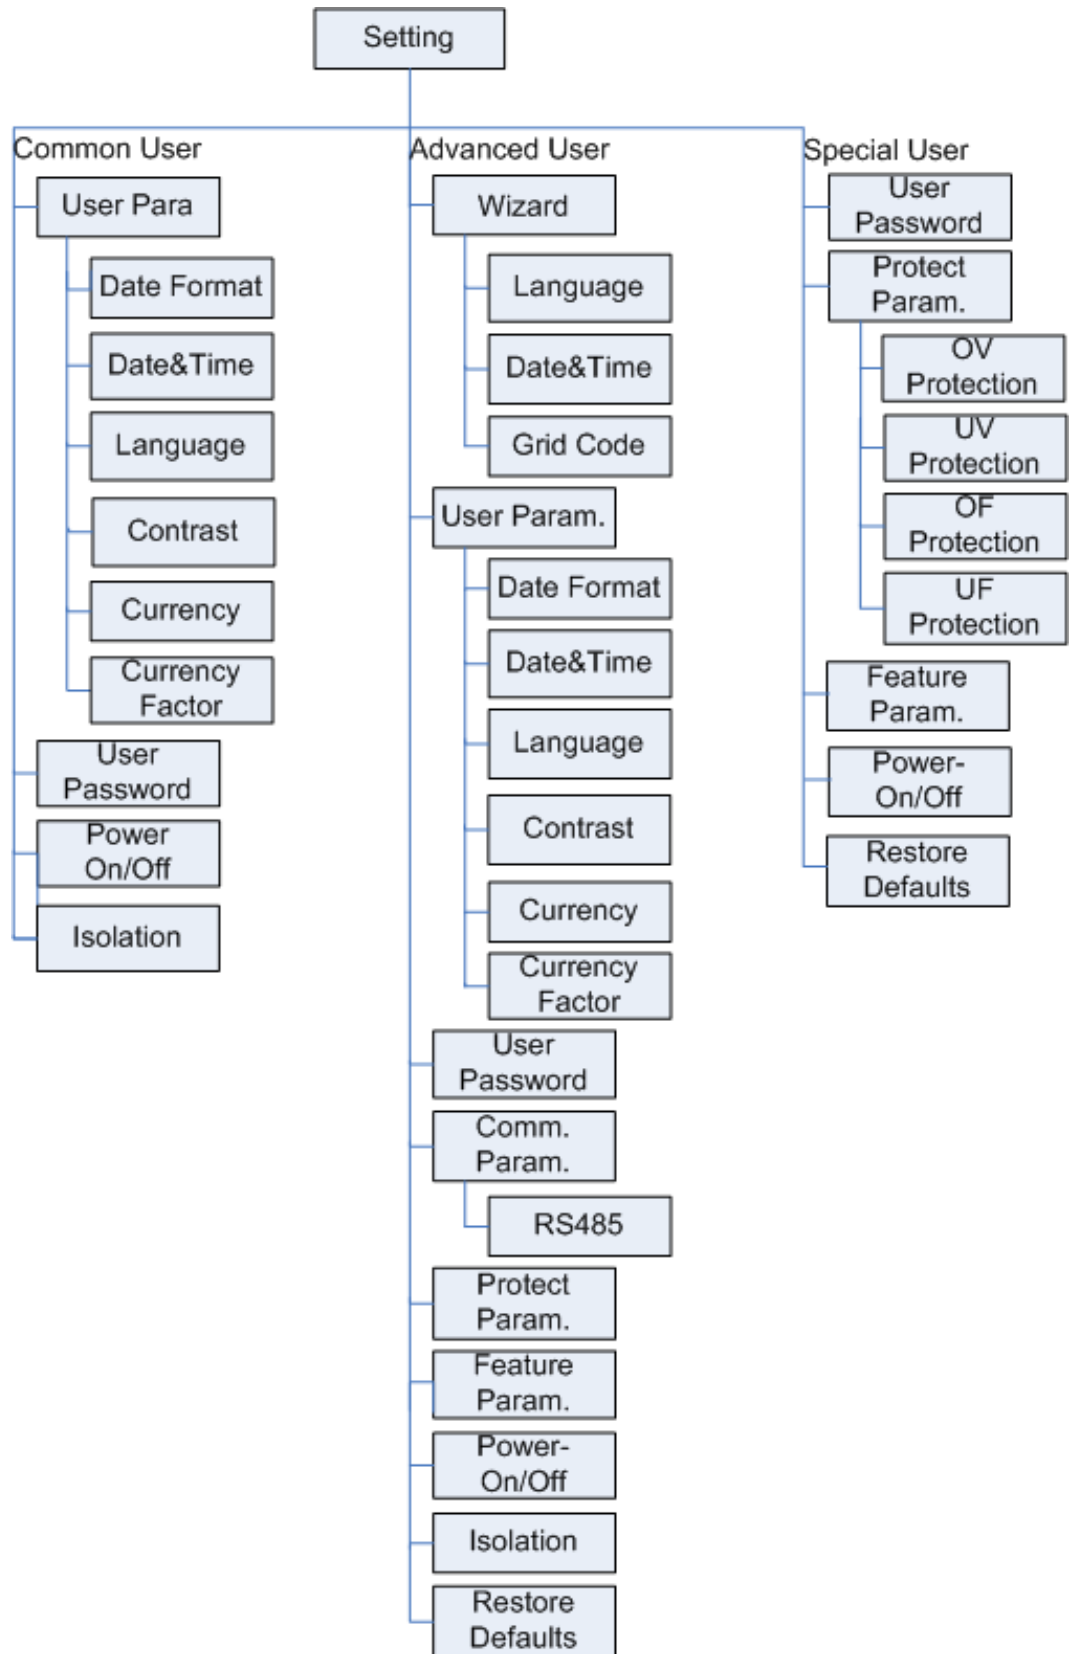 Setting
Common User
User Para
Date Format
Date&Time
Language
Contrast
Currency
Currency
Factor
User
Password
Power
On/Off
Isolation
Advanced User
Wizard
Language
Date&Time
Grid Code
User Param.
Date Format
Date&Time
Language
Contrast
Currency
Currency
Factor
User
Password
Comm.
Param.
RS485
Protect
Param.
Feature
Param.
Power-
On/Off
Isolation
Restore
Defaults
Special User
User
Password
Protect
Param.
OV
Protection
UV
Protection
OF
Protection
UF
Protection
Feature
Param.
Power-
On/Off
Restore
Defaults